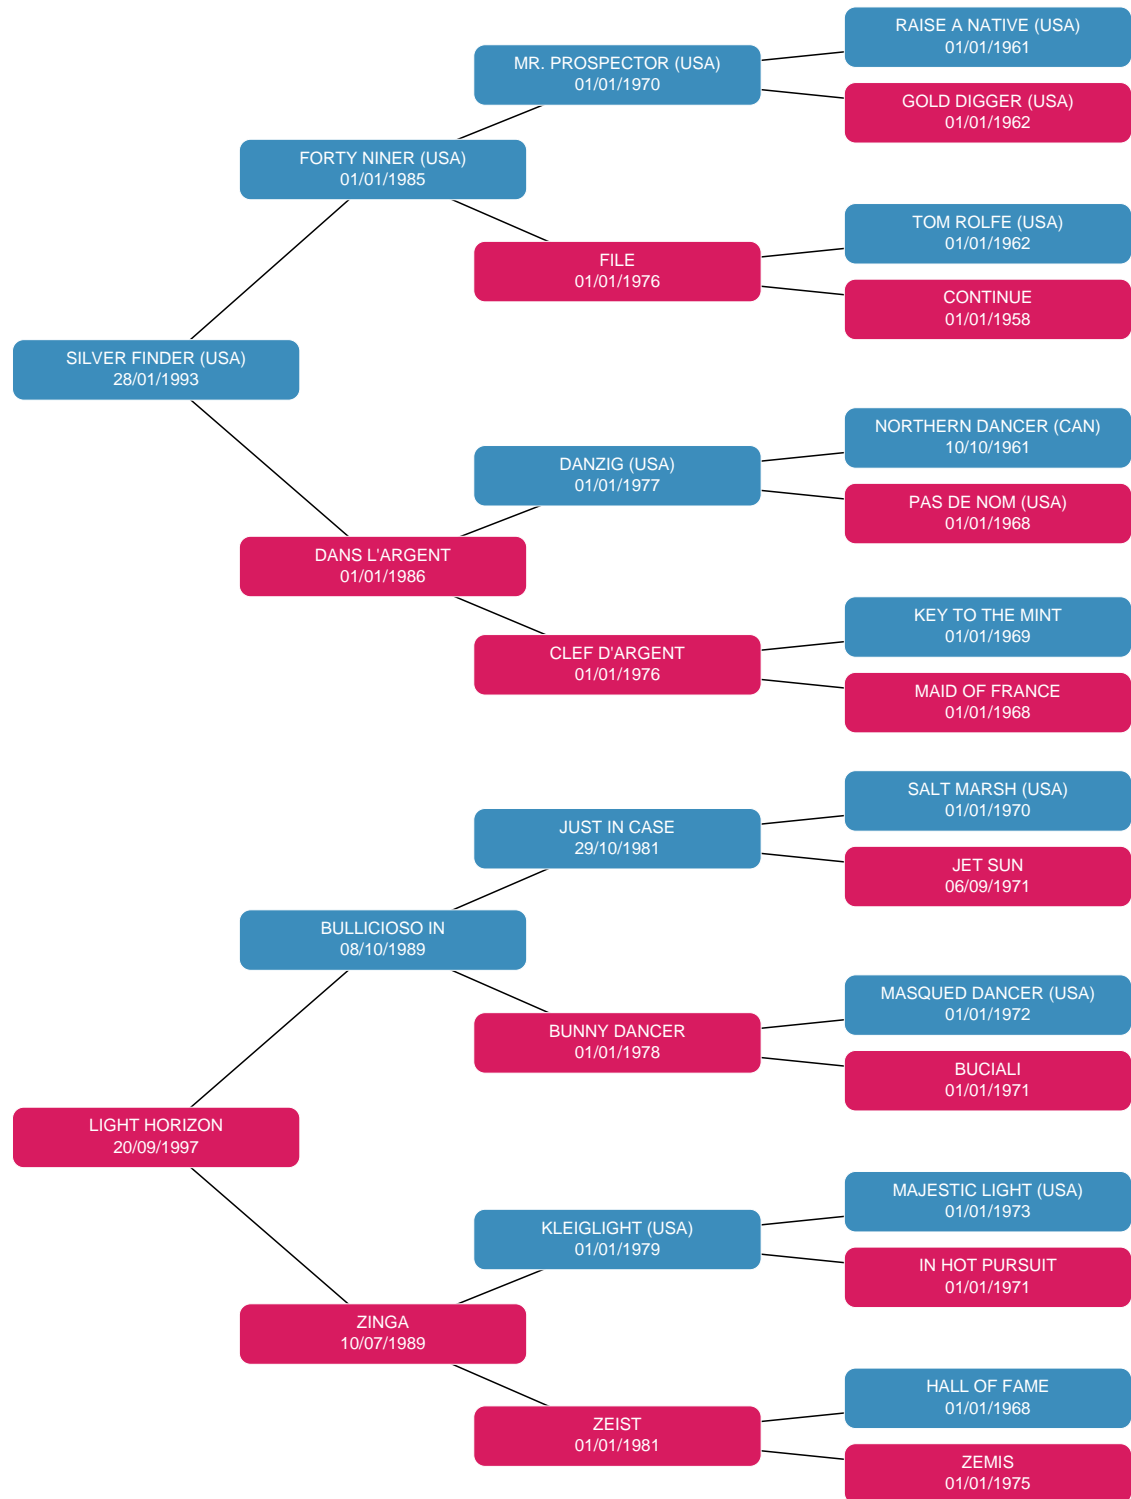 RAISE A NATIVE (USA)
01/01/1961
MR. PROSPECTOR (USA)
01/01/1970
GOLD DIGGER (USA)
01/01/1962
FORTY NINER (USA)
01/01/1985
TOM ROLFE (USA)
01/01/1962
FILE
01/01/1976
CONTINUE
01/01/1958
SILVER FINDER (USA)
28/01/1993
NORTHERN DANCER (CAN)
10/10/1961
DANZIG (USA)
01/01/1977
PAS DE NOM (USA)
01/01/1968
DANS L'ARGENT
01/01/1986
KEY TO THE MINT
01/01/1969
CLEF D'ARGENT
01/01/1976
MAID OF FRANCE
01/01/1968
SALT MARSH (USA)
01/01/1970
JUST IN CASE
29/10/1981
JET SUN
06/09/1971
BULLICIOSO IN
08/10/1989
MASQUED DANCER (USA)
01/01/1972
BUNNY DANCER
01/01/1978
BUCIALI
01/01/1971
LIGHT HORIZON
20/09/1997
MAJESTIC LIGHT (USA)
01/01/1973
KLEIGLIGHT (USA)
01/01/1979
IN HOT PURSUIT
01/01/1971
ZINGA
10/07/1989
HALL OF FAME
01/01/1968
ZEIST
01/01/1981
ZEMIS
01/01/1975